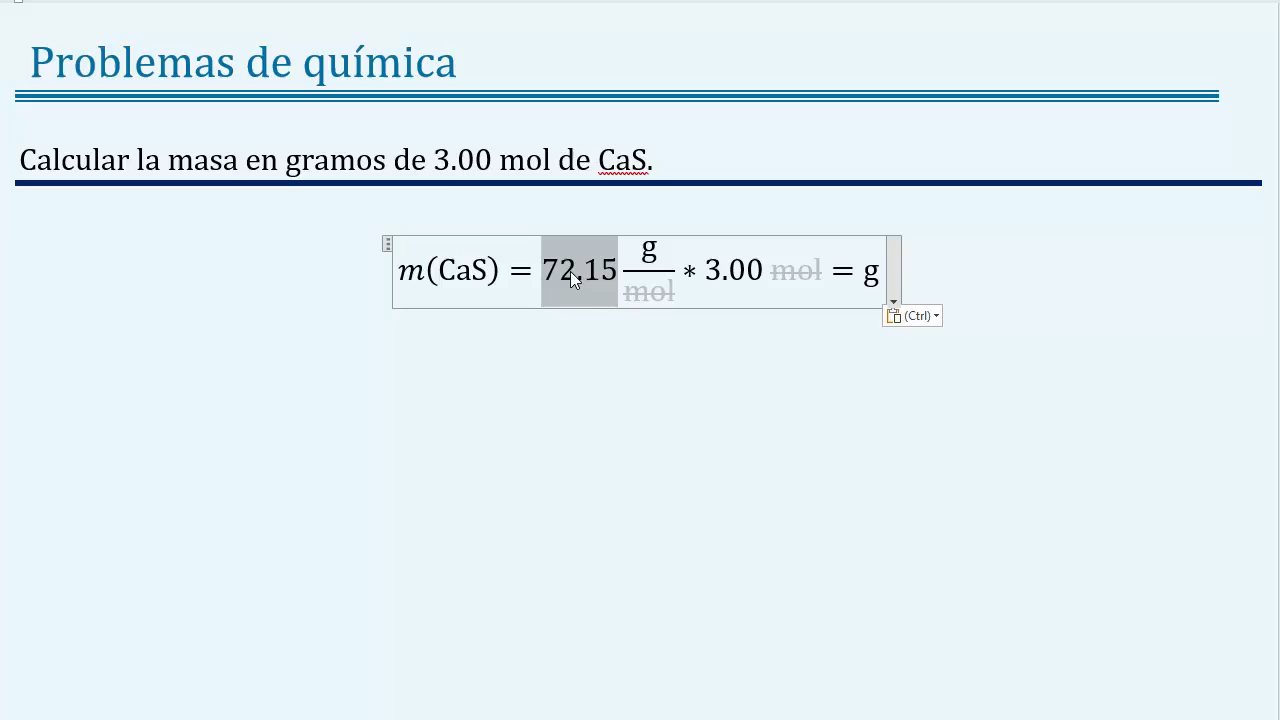 Problemas de química
Calcular la masa en gramos de 3.00 mol de CaS.
m(CaS) = 72.15 g/mol * 3.00 mol = g
(Ctrl)